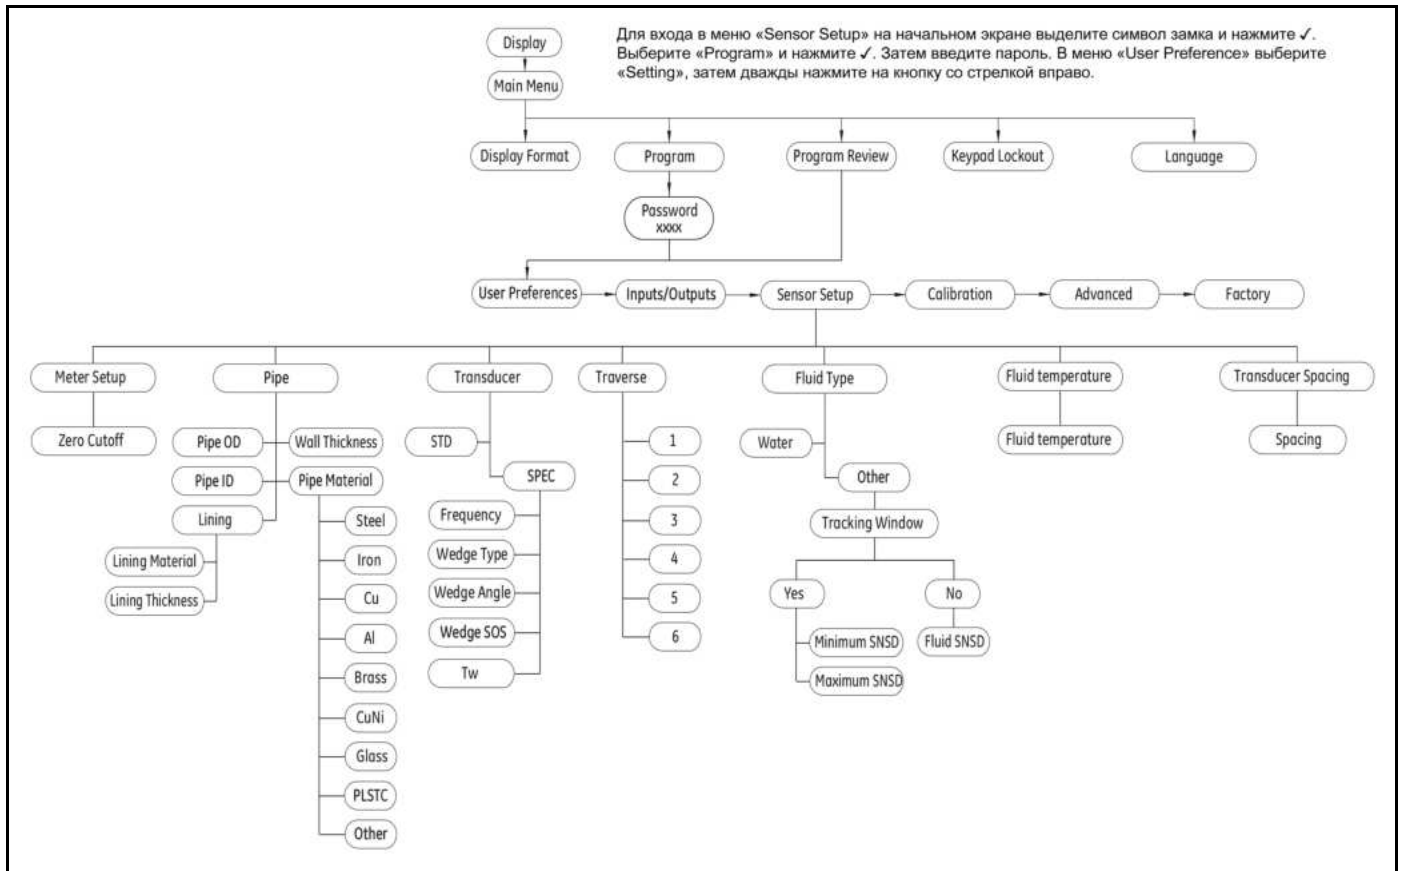 Для входа в меню «Sensor Setup» на начальном экране выделите символ замка и нажмите ✓.
Выберите «Program» и нажмите ✓. Затем введите пароль. В меню «User Preference» выберите
«Setting», затем дважды нажмите на кнопку со стрелкой вправо.
Display
Main Menu
Display Format
Program
Program Review
Keypad Lockout
Language
Password
xxxx
User Preferences
Inputs/Outputs
Sensor Setup
Calibration
Advanced
Factory
Meter Setup
Pipe
Transducer
Traverse
Fluid Type
Fluid temperature
Transducer Spacing
Zero Cutoff
Pipe OD
Wall Thickness
Pipe ID
Pipe Material
Lining
Lining Material
Lining Thickness
Steel
Iron
Cu
Al
Brass
CuNi
Glass
PLSTC
Other
STD
SPEC
Frequency
Wedge Type
Wedge Angle
Wedge SOS
Tw
1
2
3
4
5
6
Water
Other
Tracking Window
Yes
No
Minimum SNSD
Maximum SNSD
Fluid SNSD
Fluid temperature
Spacing